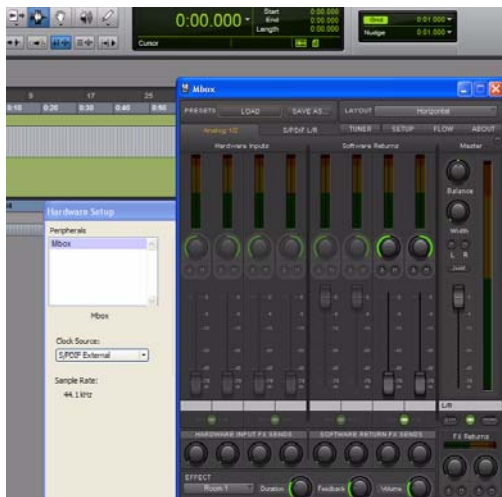 0:00.000
Start 0:00.000
End 0:00.000
Length 0:00.000
Cursor
Grid 0:01.000
Nudge 0:01.000
9 17 25
0:10 0:20 0:30 0:40 0:50
Mbox
PRESETS LOAD SAVE AS... LAYOUT Horizontal
Analog 1/2 S/PDIF L/R TUNER SETUP FLOW ABOUT
Hardware Inputs Software Returns Master
Balance
Width
L R
Hardware Setup
Peripherals
Mbox
Mbox
Clock Source:
S/PDIF External
Sample Rate:
44.1 kHz
L/R
HARDWARE INPUT FX SENDS SOFTWARE RETURN FX SENDS FX Returns
EFFECT
Room 1 Duration Feedback Volume